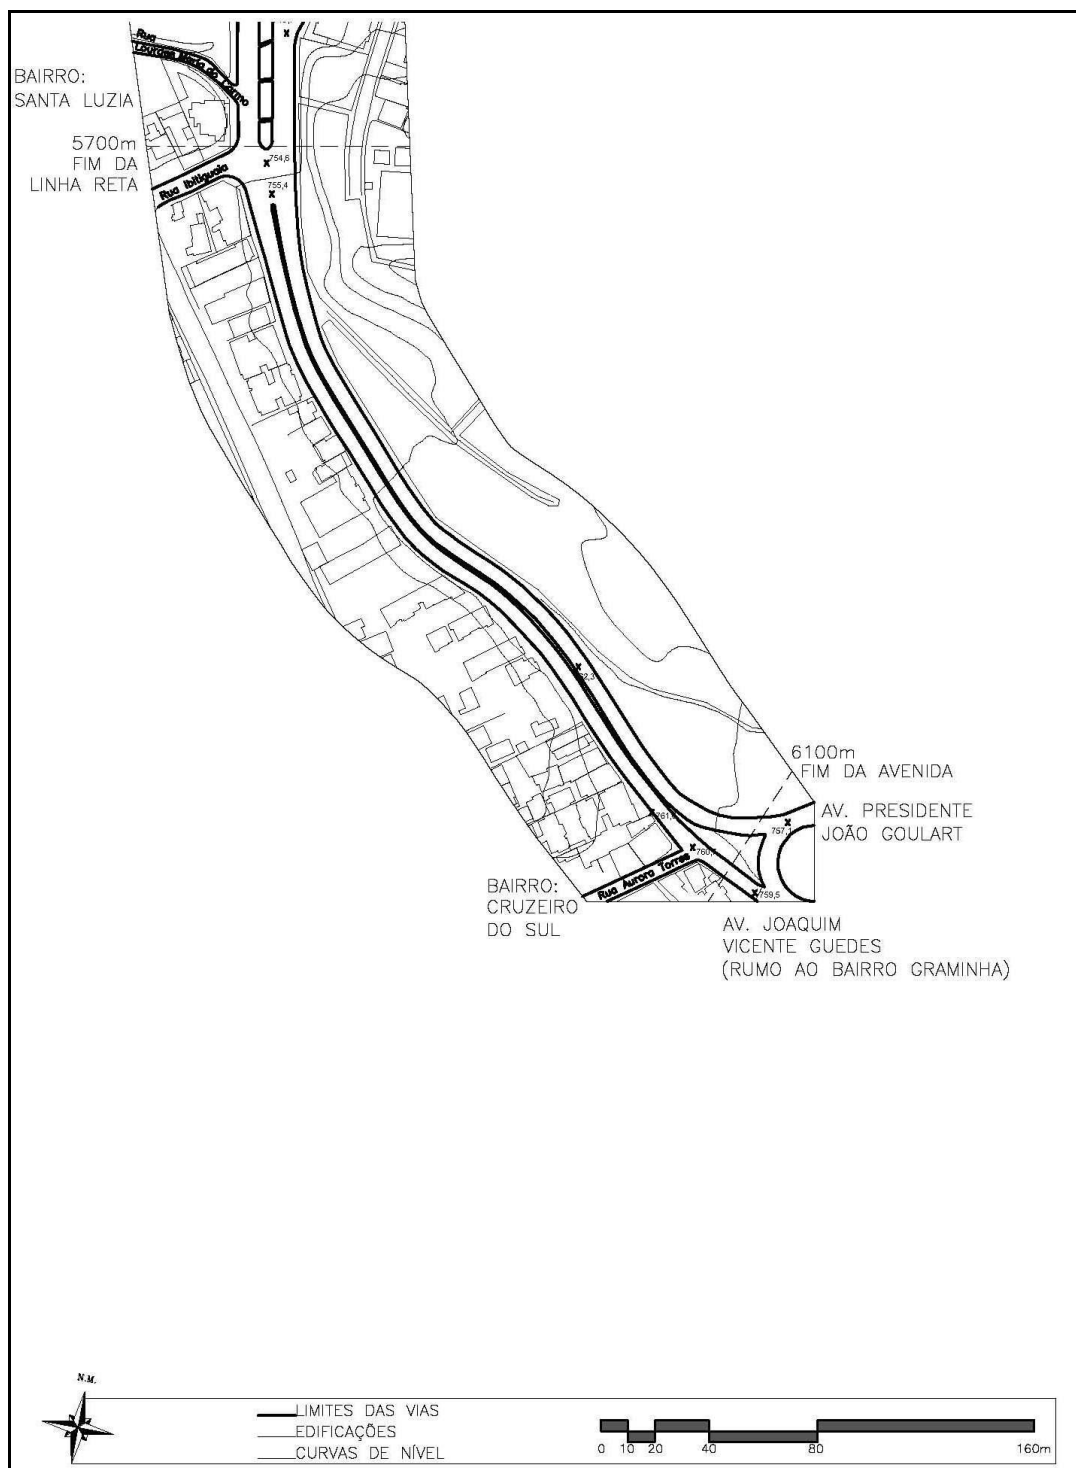 Rua
Lourdes Maria do Carmo
BAIRRO:
SANTA LUZIA
5700m
FIM DA
LINHA RETA
754,6
Rua Ibitiguaia
755,4
6100m
FIM DA AVENIDA
AV. PRESIDENTE
JOÃO GOULART
757,1
Rua Aurora Torres
759,5
BAIRRO:
CRUZEIRO
DO SUL
AV. JOAQUIM
VICENTE GUEDES
(RUMO AO BAIRRO GRAMINHA)
N.M.
LIMITES DAS VIAS
EDIFICAÇÕES
CURVAS DE NÍVEL
0 10 20 40 80 160m